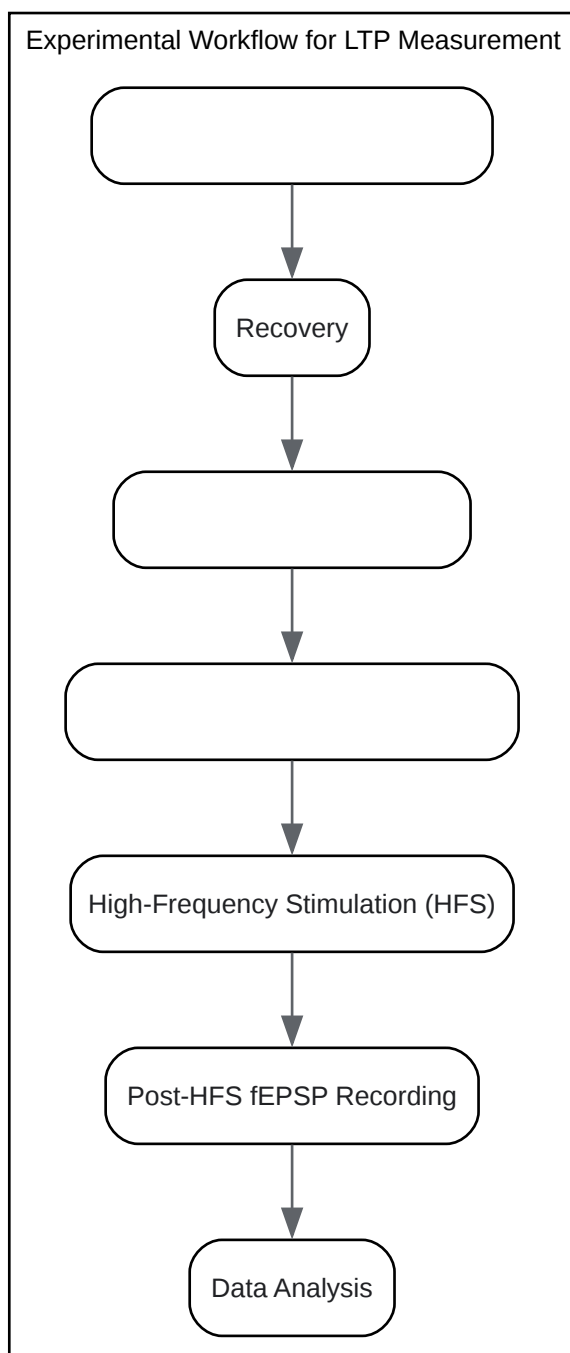 Experimental Workflow for LTP Measurement
Recovery
High-Frequency Stimulation (HFS)
Post-HFS fEPSP Recording
Data Analysis